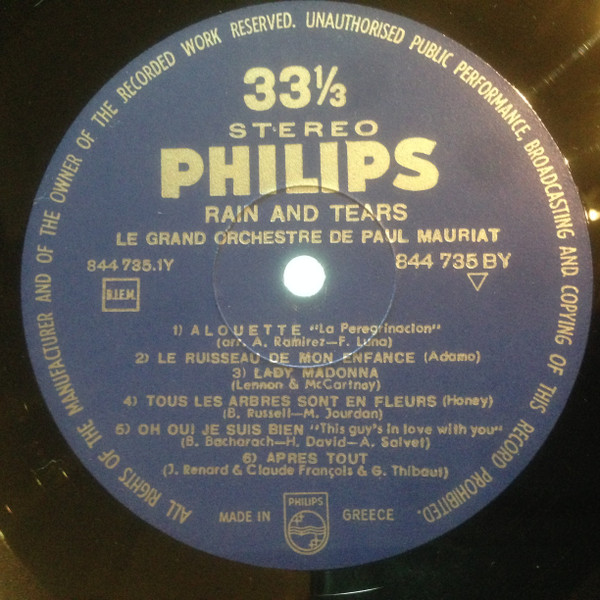 ALL RIGHTS OF THE MANUFACTURER AND OF THE OWNER OF THE RECORDED WORK RESERVED. UNAUTHORISED PUBLIC PERFORMANCE, BROADCASTING AND COPYING OF THIS RECORD PROHIBITED.
33⅓
STEREO
PHILIPS
RAIN AND TEARS
LE GRAND ORCHESTRE DE PAUL MAURIAT
844 735.1Y
844 735 BY
B.I.E.M.
1) ALOUETTE "La Peregrinacion"
(arr. A. Ramirez—F. Luna)
2) LE RUISSEAU DE MON ENFANCE (Adamo)
3) LADY MADONNA
(Lennon & McCartnay)
4) TOUS LES ARBRES SONT EN FLEURS (Honey)
(B. Russell—M. Jourdan)
5) OH OUI JE SUIS BIEN "This guy's in love with you"
(B. Bacharach—H. David—A. Salvet)
6) APRES TOUT
(J. Renard & Claude François & G. Thibaut)
MADE IN
PHILIPS
GREECE